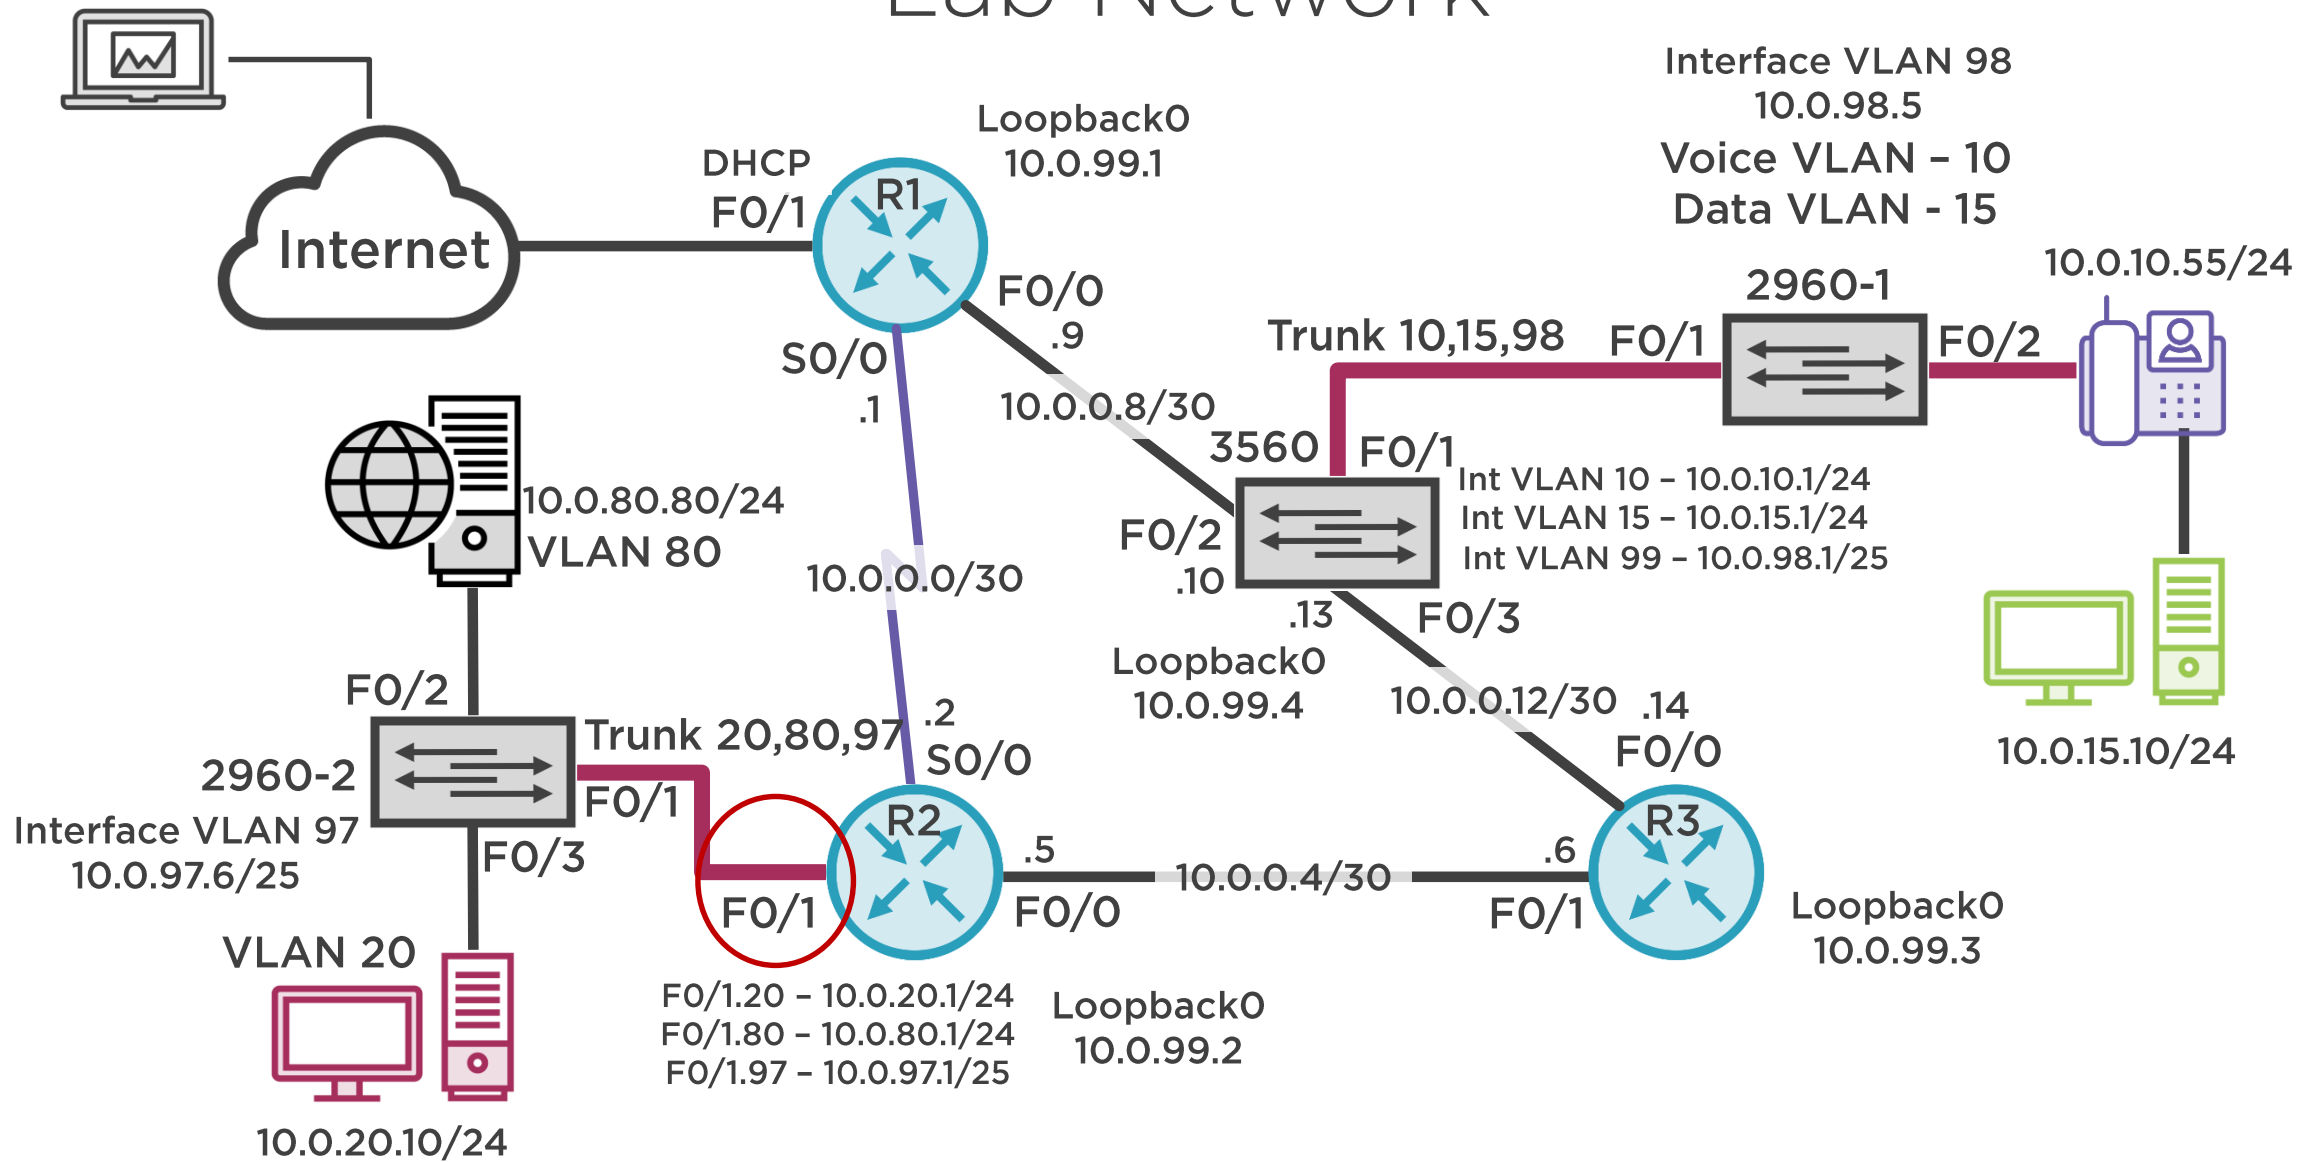 Lab Network
Interface VLAN 98
10.0.98.5
Voice VLAN – 10
Data VLAN - 15
Loopback0
10.0.99.1
DHCP
F0/1
R1
Internet
F0/0
.9
S0/0
.1
10.0.0.8/30
Trunk 10,15,98
F0/1
2960-1
F0/2
10.0.10.55/24
3560
F0/1
Int VLAN 10 – 10.0.10.1/24
Int VLAN 15 – 10.0.15.1/24
Int VLAN 99 – 10.0.98.1/25
F0/2
.10
.13
F0/3
Loopback0
10.0.99.4
10.0.80.80/24
VLAN 80
10.0.0.0/30
10.0.0.12/30
.14
F0/0
10.0.15.10/24
F0/2
Trunk 20,80,97
.2
S0/0
2960-2
F0/1
Interface VLAN 97
10.0.97.6/25
F0/3
R2
F0/1
.5
F0/0
10.0.0.4/30
.6
F0/1
R3
Loopback0
10.0.99.3
VLAN 20
F0/1.20 – 10.0.20.1/24
F0/1.80 – 10.0.80.1/24
F0/1.97 – 10.0.97.1/25
Loopback0
10.0.99.2
10.0.20.10/24